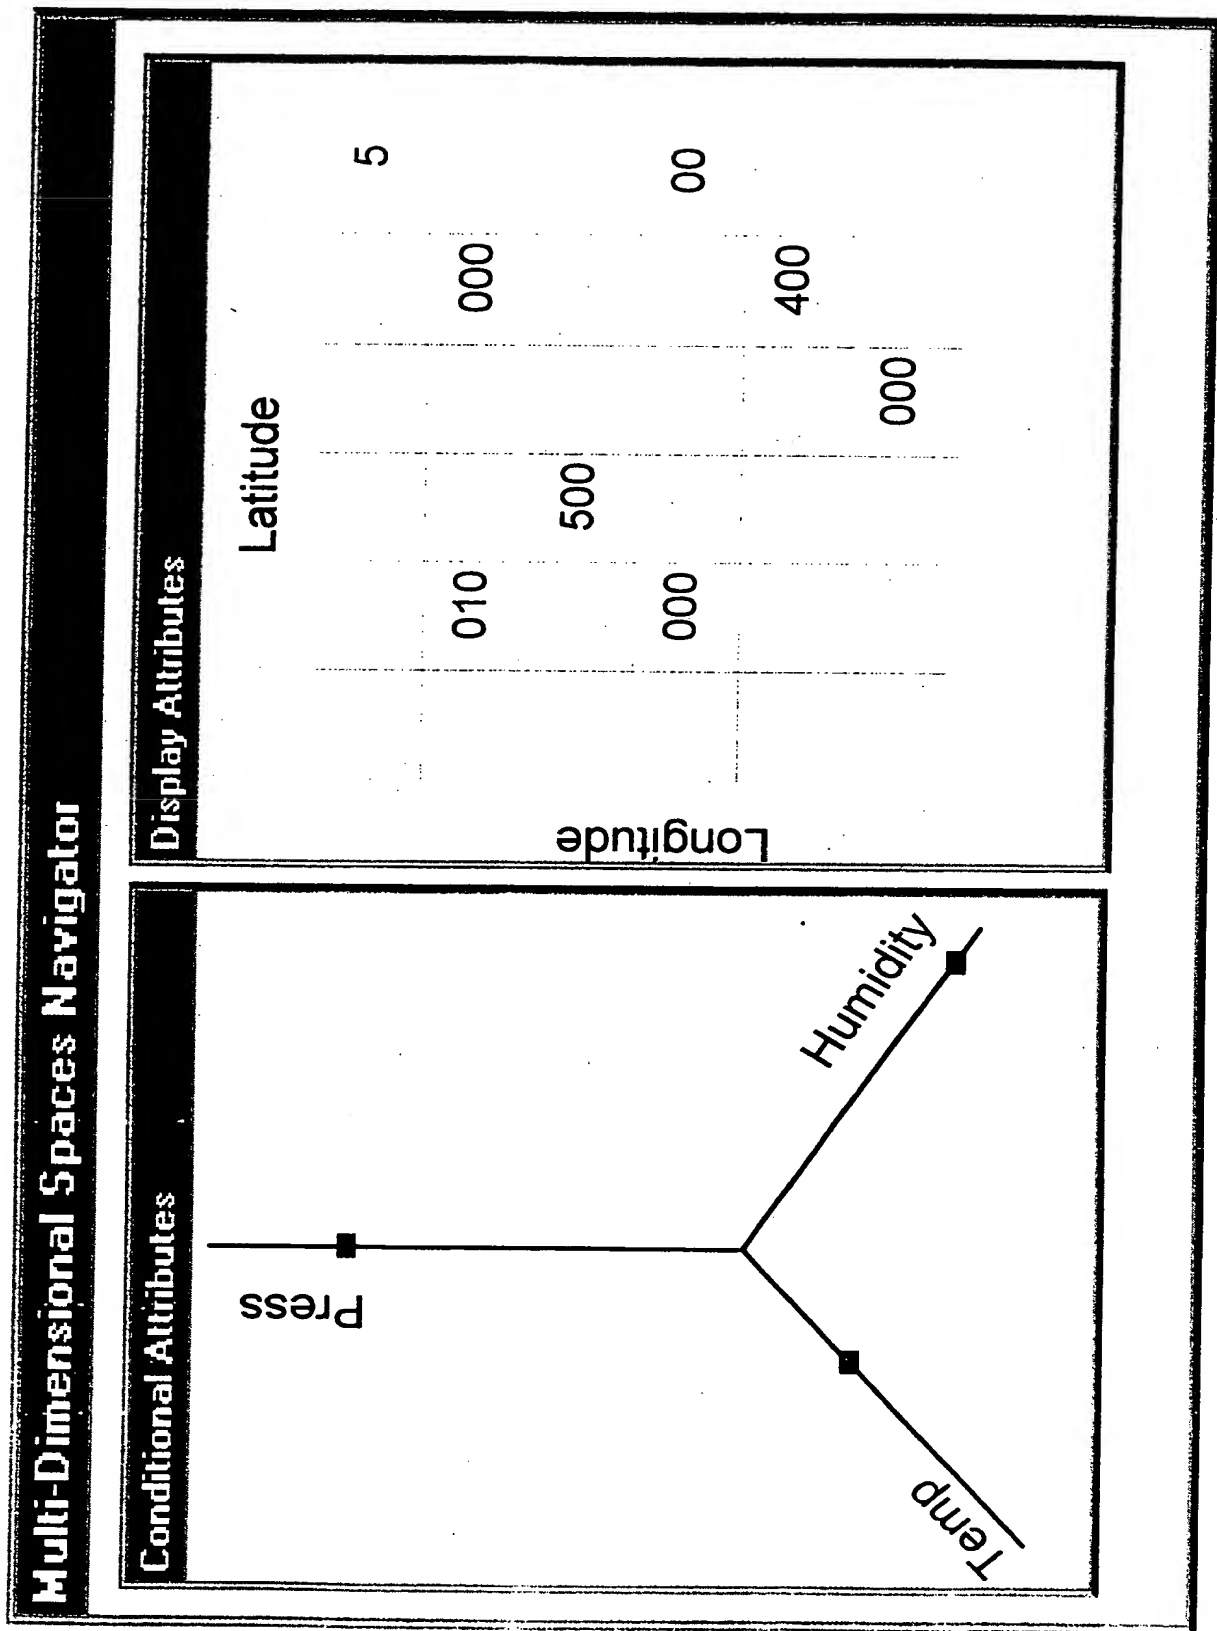 Multi-Dimensional Spaces Navigator
Conditional Attributes
Press
Temp
Humidity
Display Attributes
Latitude
Longitude
5
010 000
500
000 00
400
000